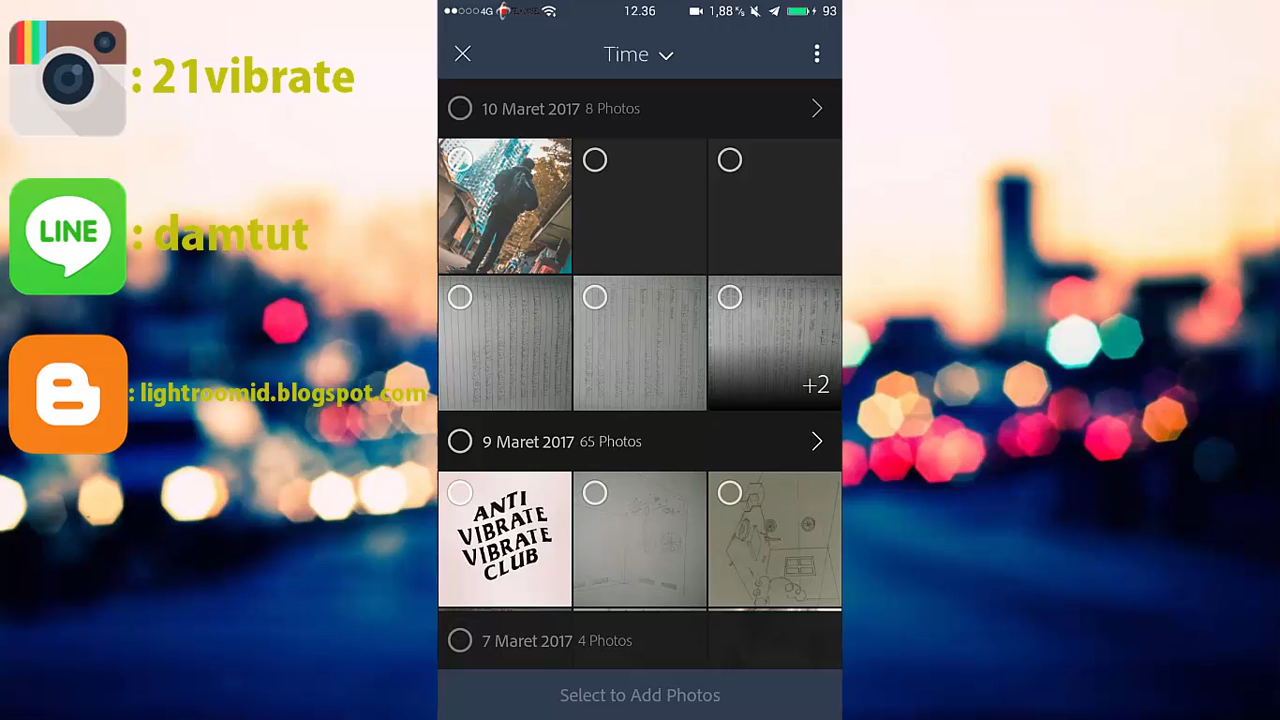 : 21vibrate
LINE
: damtut
: lightroomid.blogspot.com
4G 12.36 1,88 93
Time
10 Maret 2017 8 Photos
+2
9 Maret 2017 65 Photos
ANTI
VIBRATE
VIBRATE
CLUB
7 Maret 2017 4 Photos
Select to Add Photos